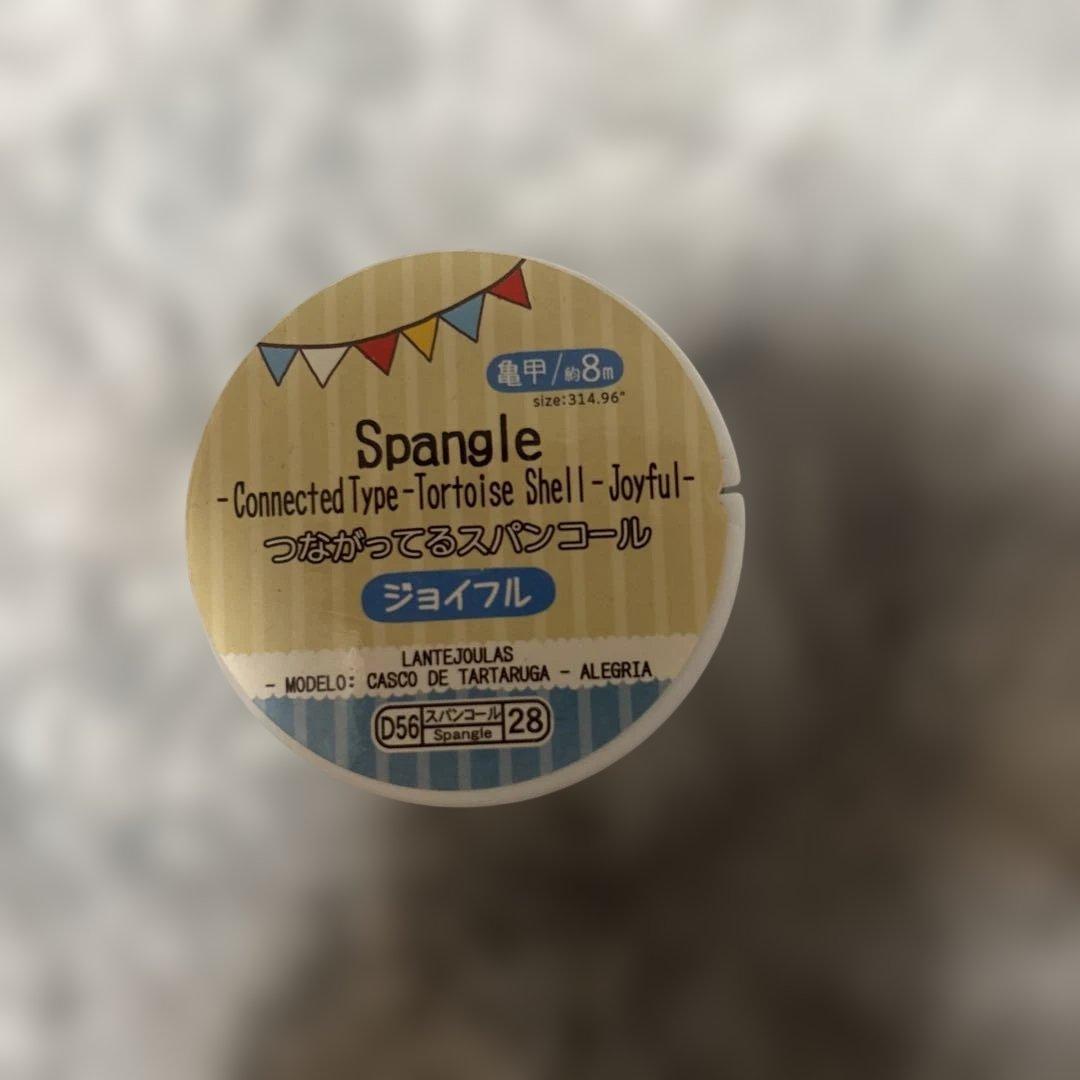 亀甲/約8m
size:314.96"
Spangle
-Connected Type-Tortoise Shell-Joyful-
つながってるスパンコール
ジョイフル
LANTEJOULAS
- MODELO: CASCO DE TARTARUGA - ALEGRIA
D56 スパンコール 28
Spangle